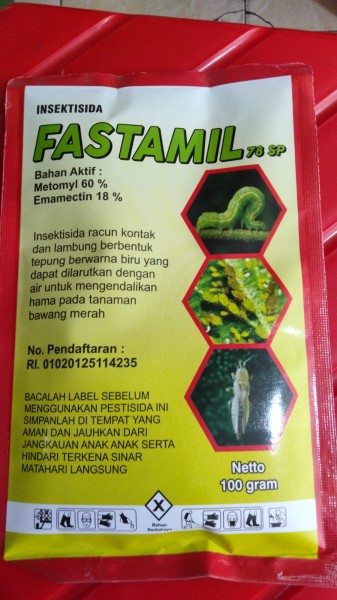 INSEKTISIDA
FASTAMIL 78 SP
Bahan Aktif :
Metomyl 60 %
Emamectin 18 %
Insektisida racun kontak
dan lambung berbentuk
tepung berwarna biru yang
dapat dilarutkan dengan
air untuk mengendalikan
hama pada tanaman
bawang merah
No. Pendaftaran :
RI. 01020125114235
BACALAH LABEL SEBELUM
MENGGUNAKAN PESTISIDA INI
SIMPANLAH DI TEMPAT YANG
AMAN DAN JAUHKAN DARI
JANGKAUAN ANAK ANAK SERTA
HINDARI TERKENA SINAR
MATAHARI LANGSUNG
Netto
100 gram
X
Bahan
Berbahaya